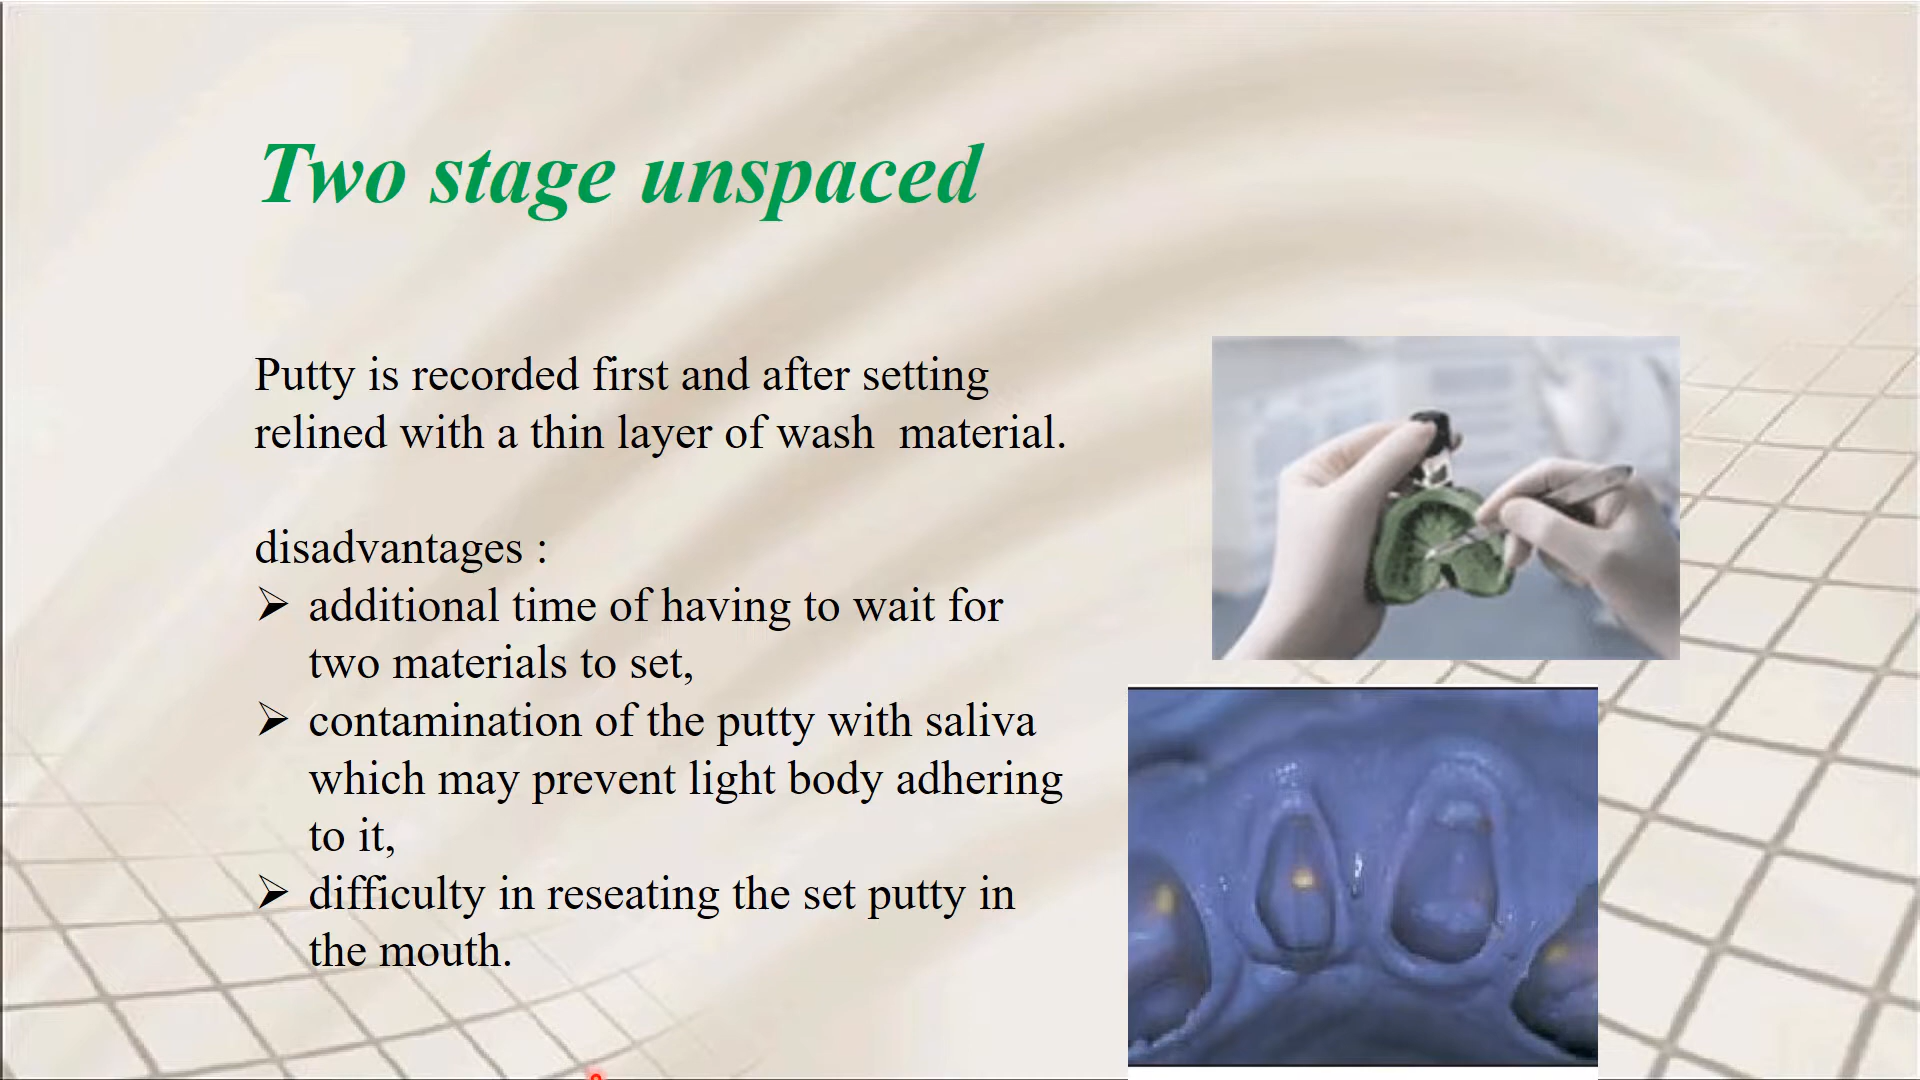 Two stage unspaced
Putty is recorded first and after setting
relined with a thin layer of wash  material.
disadvantages :
➢ additional time of having to wait for
two materials to set,
➢ contamination of the putty with saliva
which may prevent light body adhering
to it,
➢ difficulty in reseating the set putty in
the mouth.